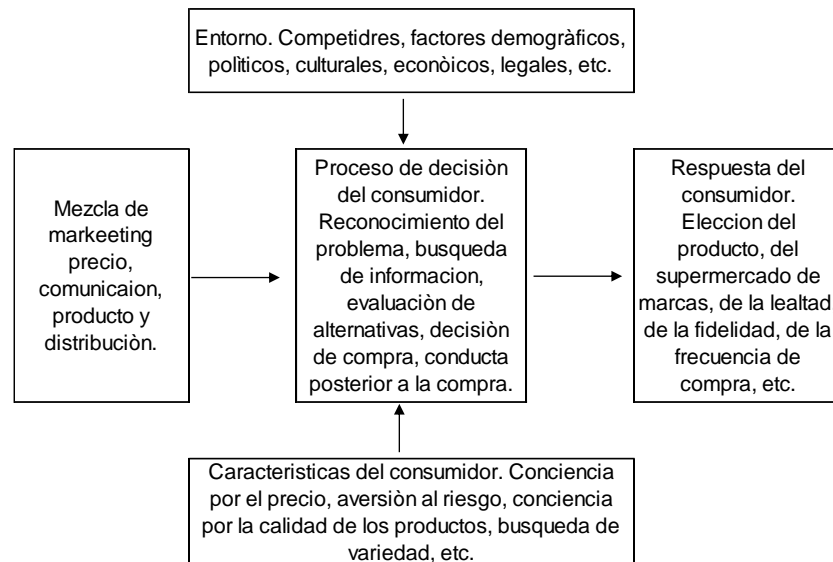 Entorno. Competidres, factores demogràficos,
polìticos, culturales, econòicos, legales, etc.
Mezcla de
markeeting
precio,
comunicaion,
producto y
distribuciòn.
Proceso de decisiòn
del consumidor.
Reconocimiento del
problema, busqueda
de informacion,
evaluaciòn de
alternativas, decisiòn
de compra, conducta
posterior a la compra.
Respuesta del
consumidor.
Eleccion del
producto, del
supermercado de
marcas, de la lealtad,
de la fidelidad, de la
frecuencia de
compra, etc.
Caracteristicas del consumidor. Conciencia
por el precio, aversiòn al riesgo, conciencia
por la calidad de los productos, busqueda de
variedad, etc.